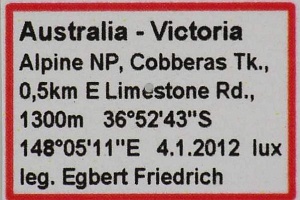 Australia - Victoria
Alpine NP, Cobberas Tk.,
0,5km E Limestone Rd.,
1300m 36°52'43"S
148°05'11"E 4.1.2012 lux
leg. Egbert Friedrich